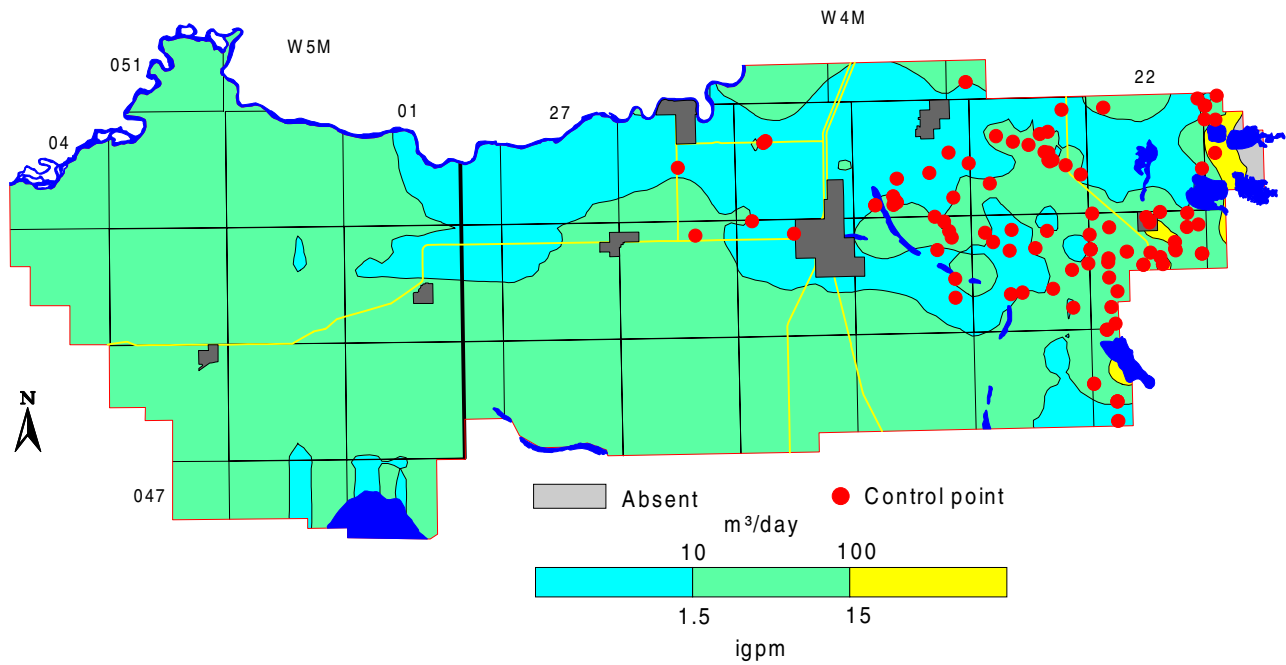 W4M
W5M
051
22
01
27
04
N
047
Absent
Control point
m³/day
10
100
1.5
15
igpm